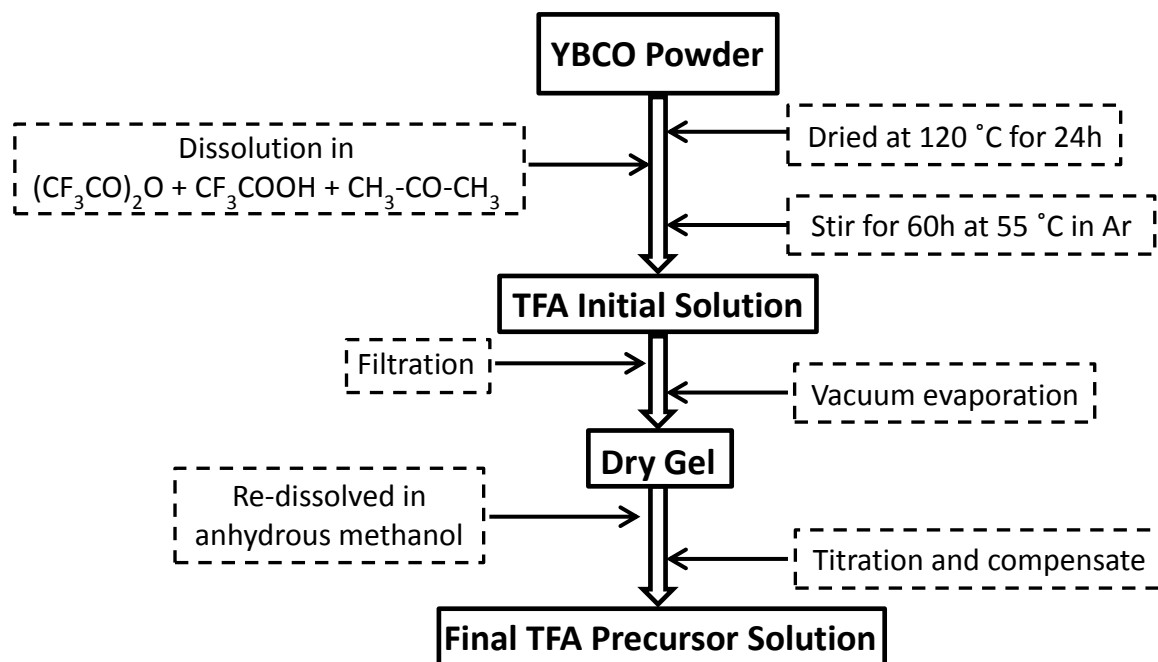 YBCO Powder
Dried at 120 ˚C for 24h
Dissolution in
(CF₃CO)₂O + CF₃COOH + CH₃-CO-CH₃
Stir for 60h at 55 ˚C in Ar
TFA Initial Solution
Filtration
Vacuum evaporation
Dry Gel
Re-dissolved in
anhydrous methanol
Titration and compensate
Final TFA Precursor Solution